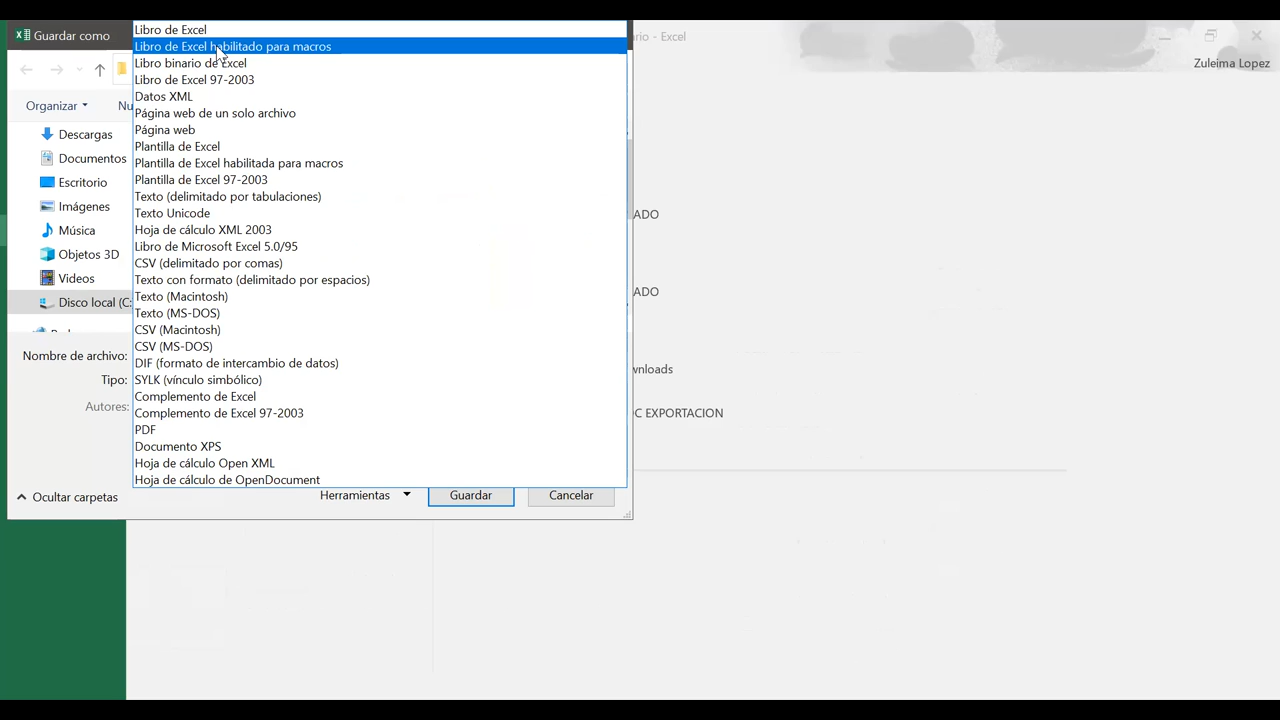 Guardar como
ario - Excel
Zuleima Lopez
Organizar
Nu
Descargas
Documentos
Escritorio
Imágenes
Música
Objetos 3D
Videos
Disco local (C:
Nombre de archivo:
Tipo:
Autores:
Libro de Excel
Libro de Excel habilitado para macros
Libro binario de Excel
Libro de Excel 97-2003
Datos XML
Página web de un solo archivo
Página web
Plantilla de Excel
Plantilla de Excel habilitada para macros
Plantilla de Excel 97-2003
Texto (delimitado por tabulaciones)
Texto Unicode
Hoja de cálculo XML 2003
Libro de Microsoft Excel 5.0/95
CSV (delimitado por comas)
Texto con formato (delimitado por espacios)
Texto (Macintosh)
Texto (MS-DOS)
CSV (Macintosh)
CSV (MS-DOS)
DIF (formato de intercambio de datos)
SYLK (vínculo simbólico)
Complemento de Excel
Complemento de Excel 97-2003
PDF
Documento XPS
Hoja de cálculo Open XML
Hoja de cálculo de OpenDocument
ADO
ADO
wnloads
OC EXPORTACION
Ocultar carpetas
Herramientas
Guardar
Cancelar